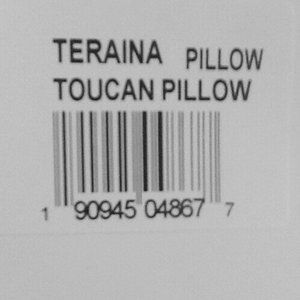 TERAINA PILLOW
TOUCAN PILLOW
1 90945 04867 7